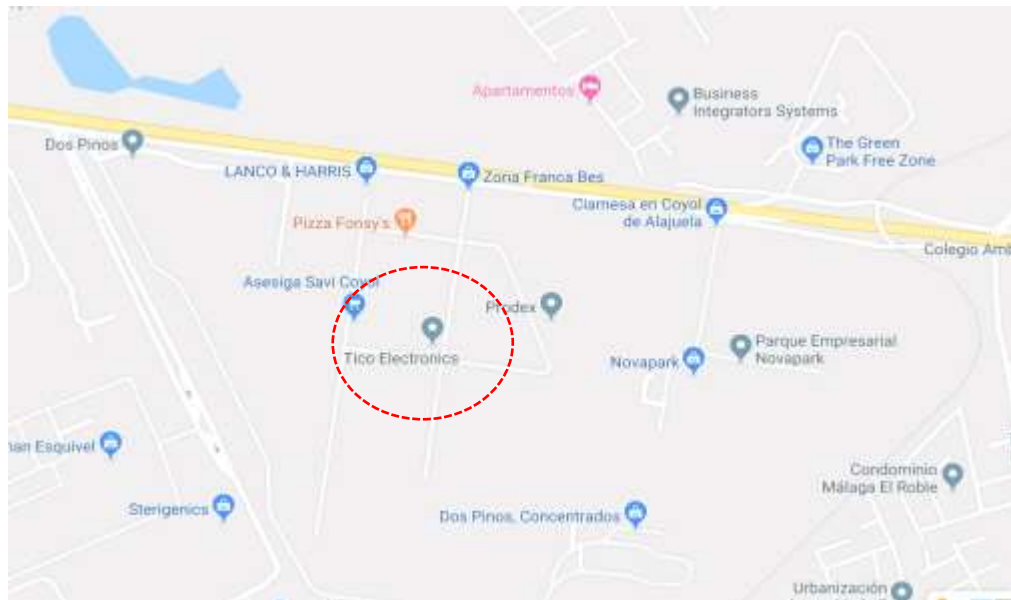 Apartamentos
Business
Integrators Systems
Dos Pinos
The Green
Park Free Zone
LANCO & HARRIS
Zona Franca Bes
Ciamesa en Coyol
de Alajuela
Pizza Fonsy's
Colegio Amb
Asesiga Savi Coyol
Prodex
Tico Electronics
Parque Empresarial
Novapark
Novapark
nan Esquivel
Condominio
Málaga El Roble
Sterigenics
Dos Pinos, Concentrados
Urbanización